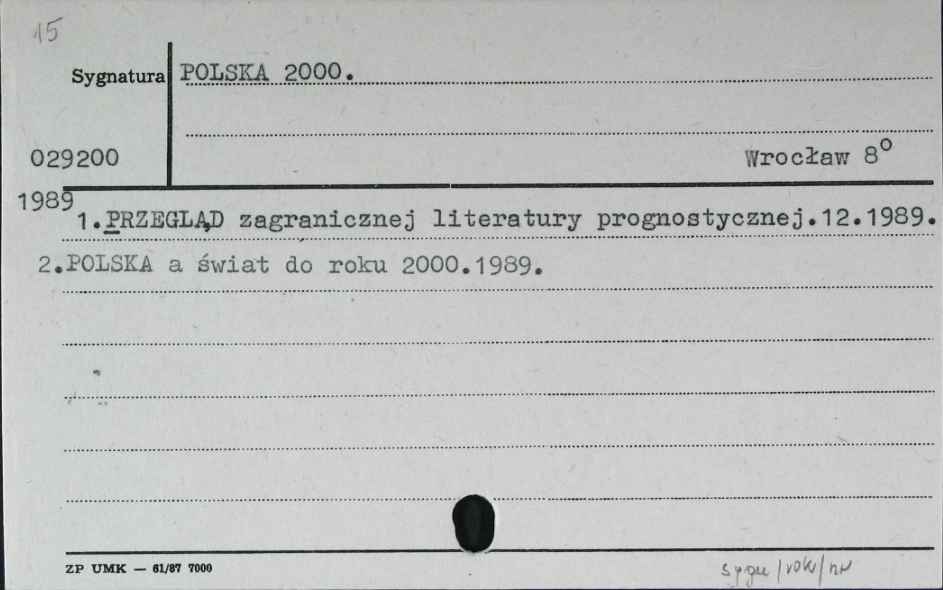 15
Sygnatura POLSKA 2000.
029200 Wrocław 8°
1989
1.PRZEGLĄD zagranicznej literatury prognostycznej.12.1989.
2.POLSKA a świat do roku 2000.1989.
ZP UMK — 61/87 7000
sygn/rok/nr